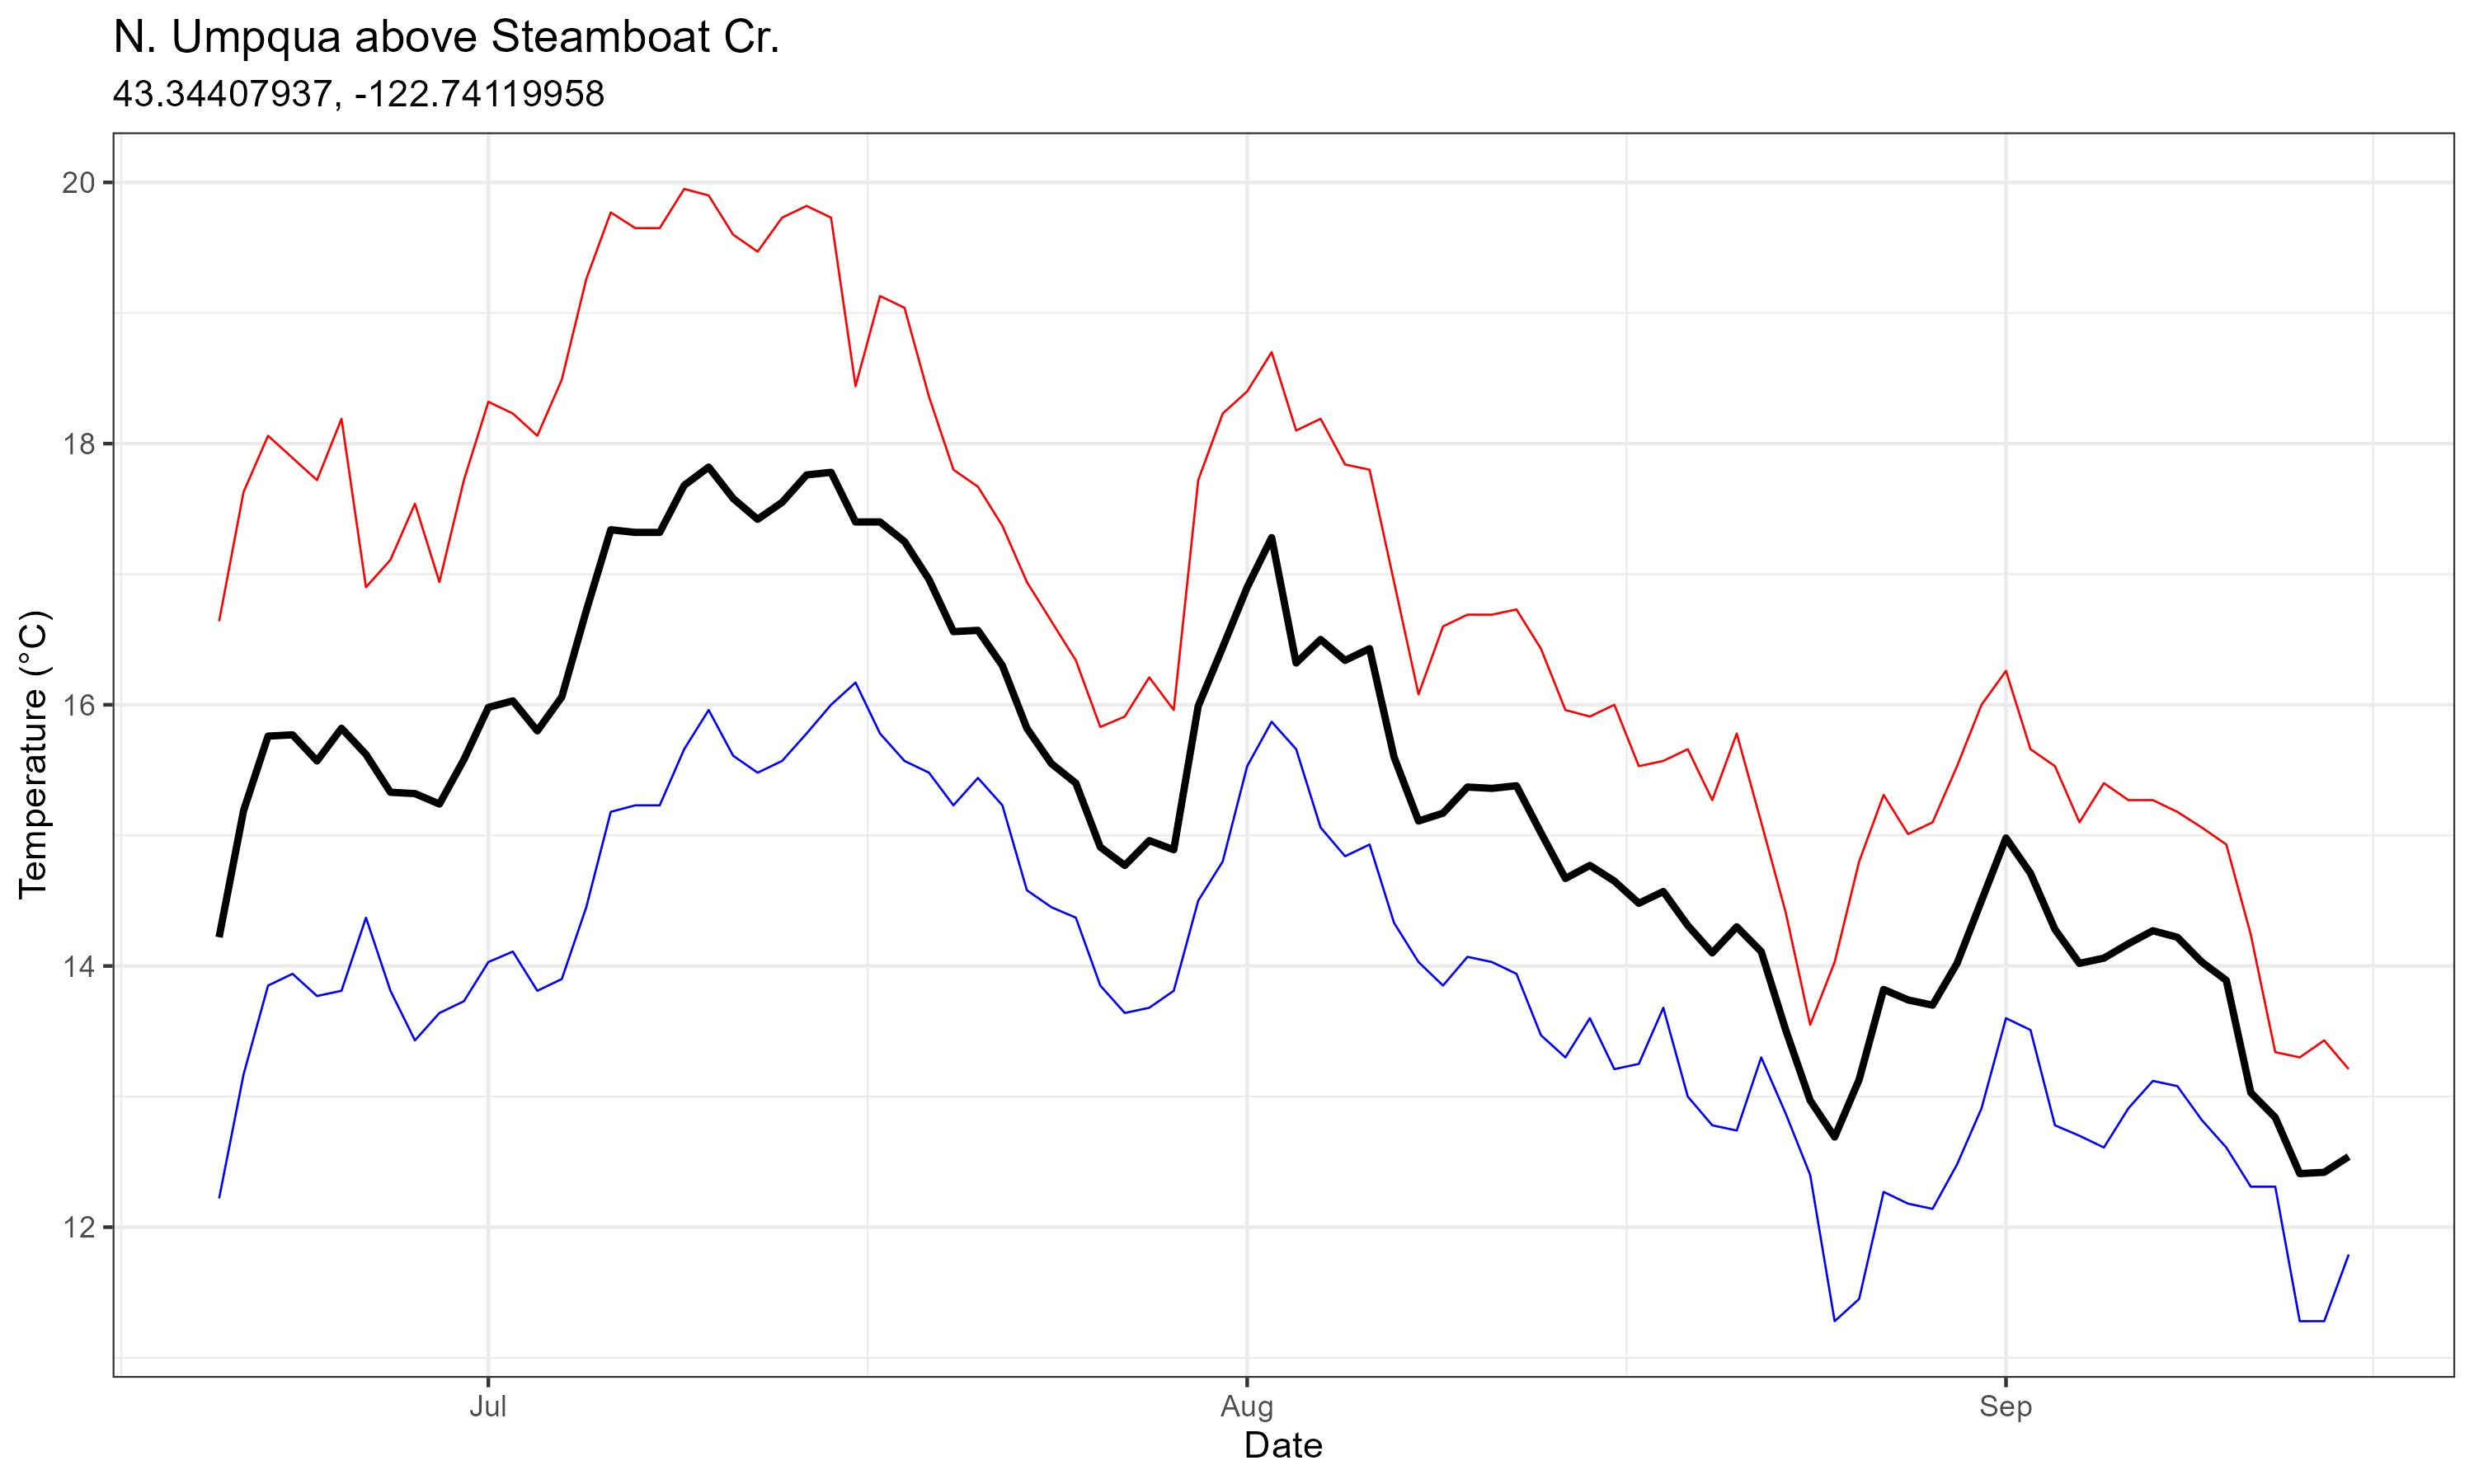 N. Umpqua above Steamboat Cr.
43.34407937, -122.74119958
Temperature (°C)
20
18
16
14
12
Jul
Aug
Sep
Date